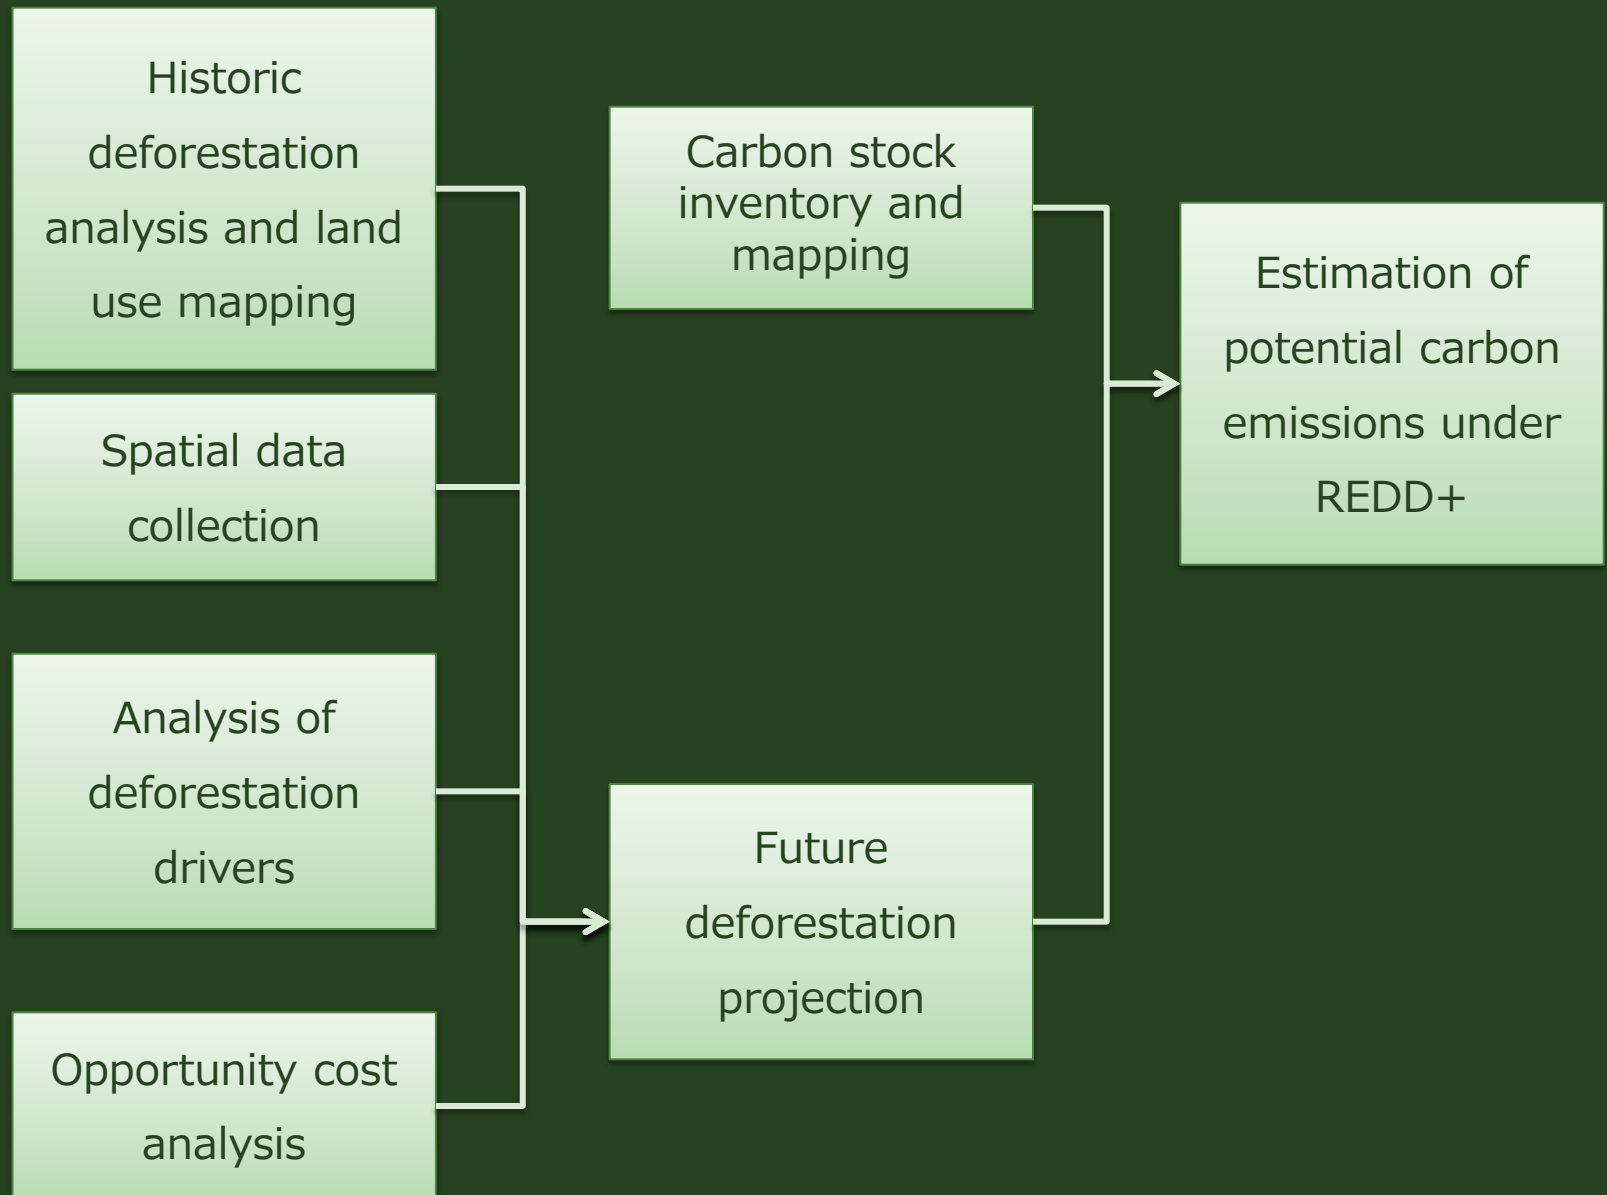 Historic
deforestation
analysis and land
use mapping
Spatial data
collection
Analysis of
deforestation
drivers
Opportunity cost
analysis
Carbon stock
inventory and
mapping
Future
deforestation
projection
Estimation of
potential carbon
emissions under
REDD+